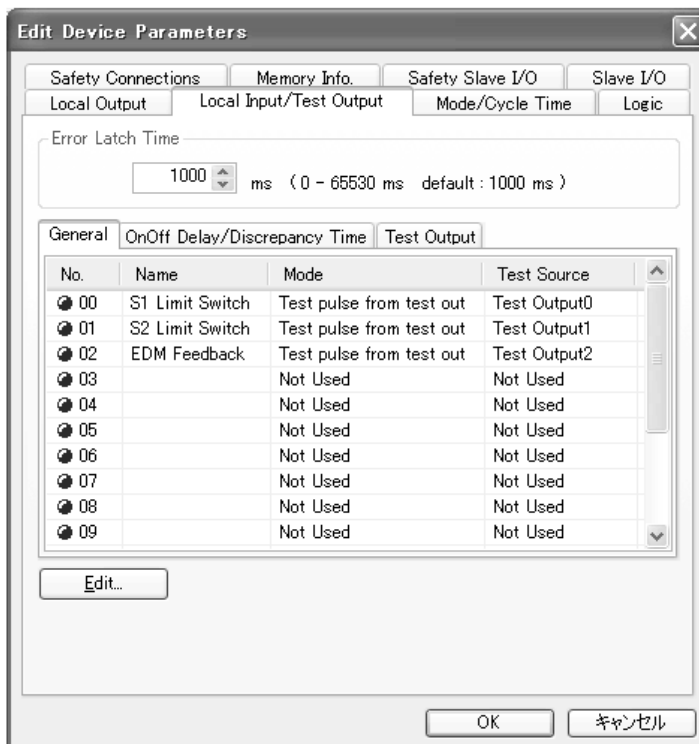 Edit Device Parameters
Safety Connections Memory Info. Safety Slave I/O Slave I/O
Local Output Local Input/Test Output Mode/Cycle Time Logic
Error Latch Time
1000 ms ( 0 - 65530 ms default : 1000 ms )
General OnOff Delay/Discrepancy Time Test Output
No. Name Mode Test Source
00 S1 Limit Switch Test pulse from test out Test Output0
01 S2 Limit Switch Test pulse from test out Test Output1
02 EDM Feedback Test pulse from test out Test Output2
03 Not Used Not Used
04 Not Used Not Used
05 Not Used Not Used
06 Not Used Not Used
07 Not Used Not Used
08 Not Used Not Used
09 Not Used Not Used
Edit...
OK キャンセル